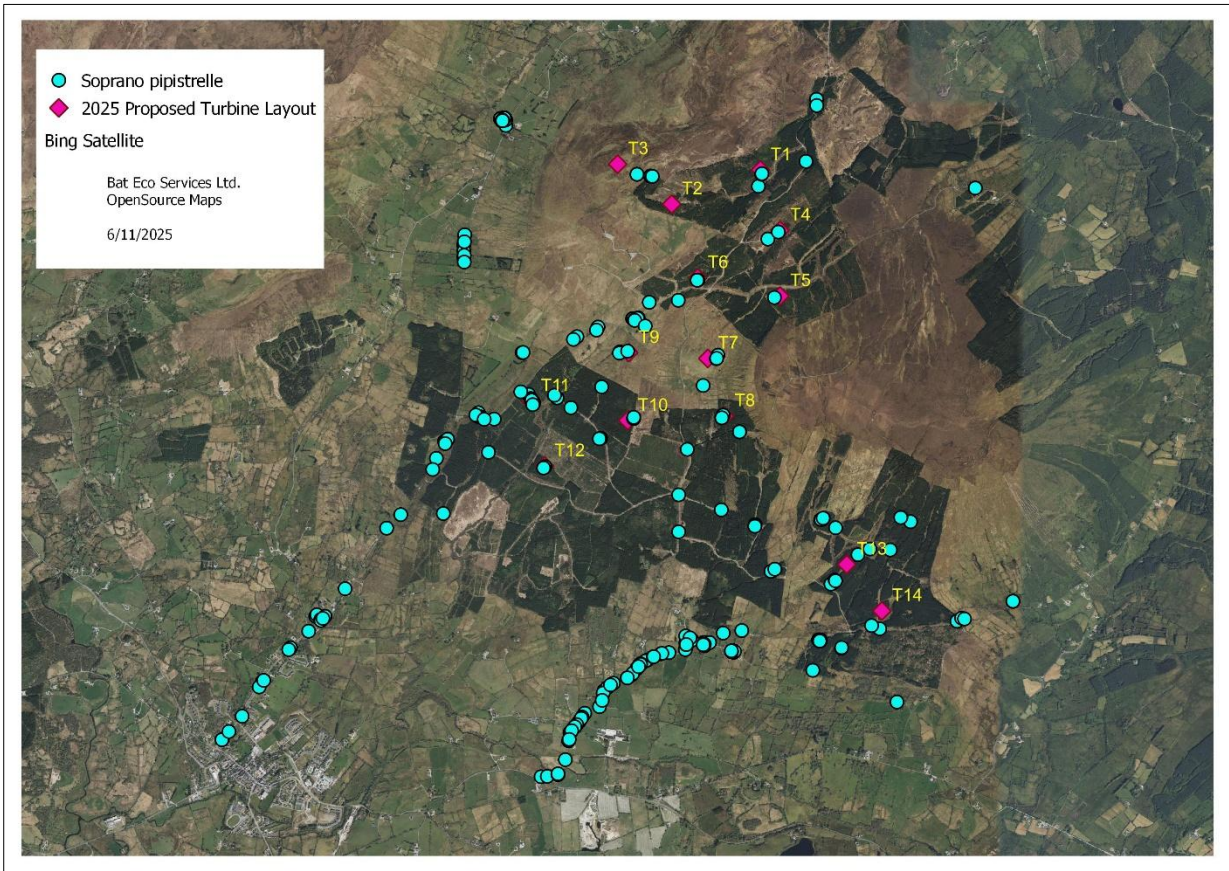 Soprano pipistrelle
2025 Proposed Turbine Layout
Bing Satellite
Bat Eco Services Ltd.
OpenSource Maps
6/11/2025
T3
T1
T2
T4
T6
T5
T9
T7
T11
T10
T8
T12
T13
T14